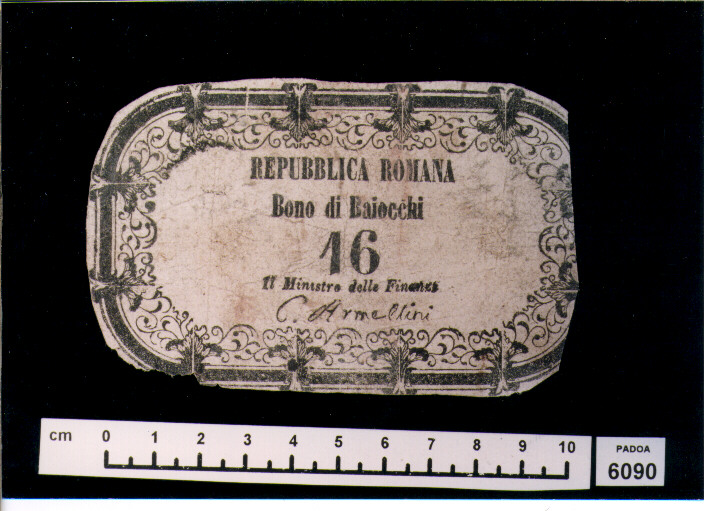 REPUBBLICA ROMANA
Bono di Baiocchi
16
Il Ministro delle Finanze
C. Armellini
cm 0 1 2 3 4 5 6 7 8 9 10
PADOA
6090